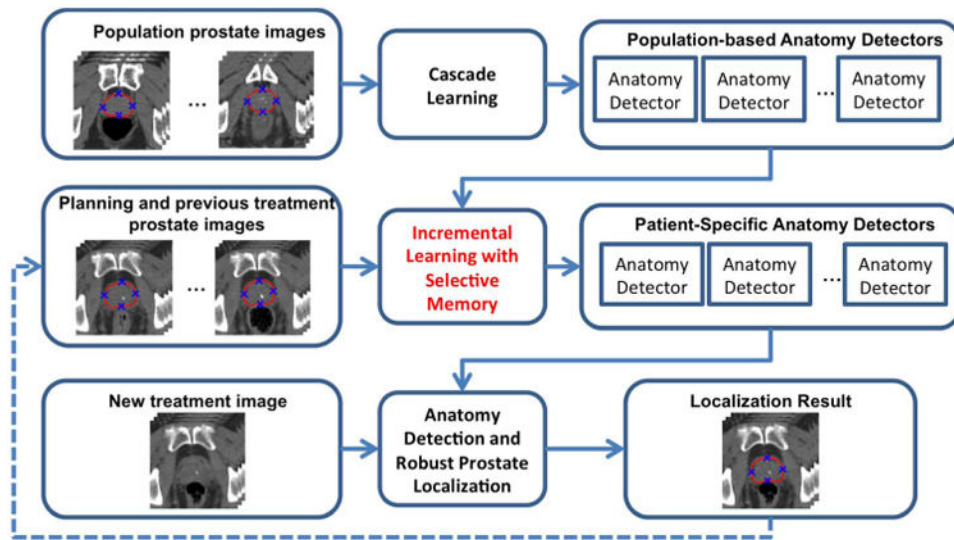 Population prostate images
...
Cascade
Learning
Population-based Anatomy Detectors
Anatomy
Detector
Anatomy
Detector
...
Anatomy
Detector
Planning and previous treatment
prostate images
...
Incremental
Learning with
Selective
Memory
Patient-Specific Anatomy Detectors
Anatomy
Detector
Anatomy
Detector
...
Anatomy
Detector
New treatment image
Anatomy
Detection and
Robust Prostate
Localization
Localization Result